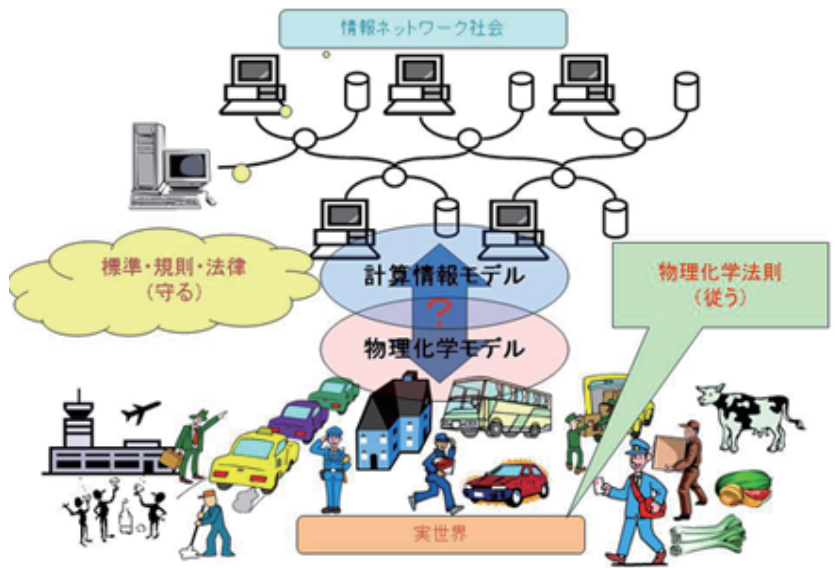 情報ネットワーク社会
標準・規則・法律
(守る)
計算情報モデル
?
物理化学モデル
物理化学法則
(従う)
実世界